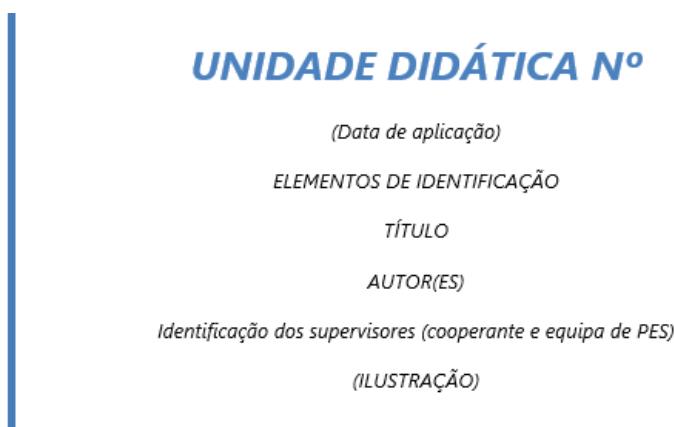 UNIDADE DIDÁTICA Nº
(Data de aplicação)
ELEMENTOS DE IDENTIFICAÇÃO
TÍTULO
AUTOR(ES)
Identificação dos supervisores (cooperante e equipa de PES)
(ILUSTRAÇÃO)